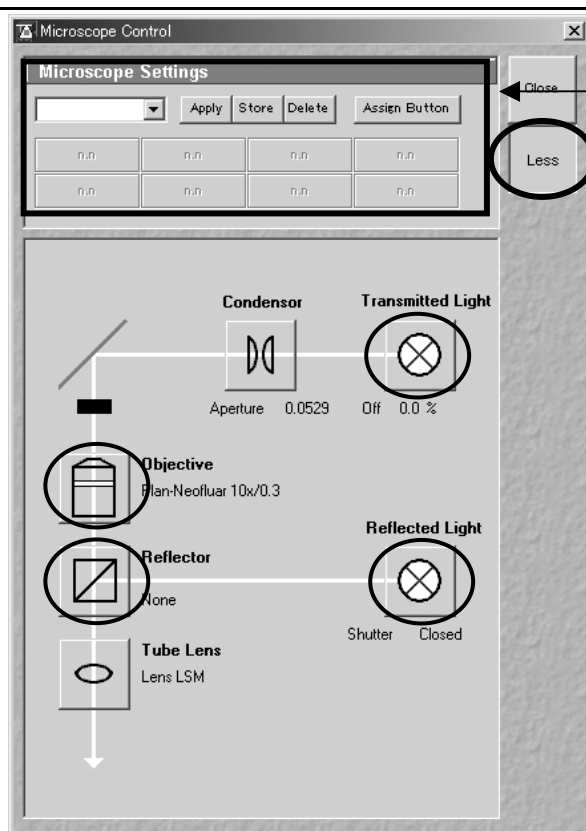 Microscope Control
Microscope Settings
Close
Apply Store Delete Assign Button
Less
n.n n.n n.n n.n
n.n n.n n.n n.n
Condensor Transmitted Light
Aperture 0.0529 Off 0.0 %
Objective
Plan-Neofluar 10x/0.3
Reflected Light
Reflector
None
Shutter Closed
Tube Lens
Lens LSM